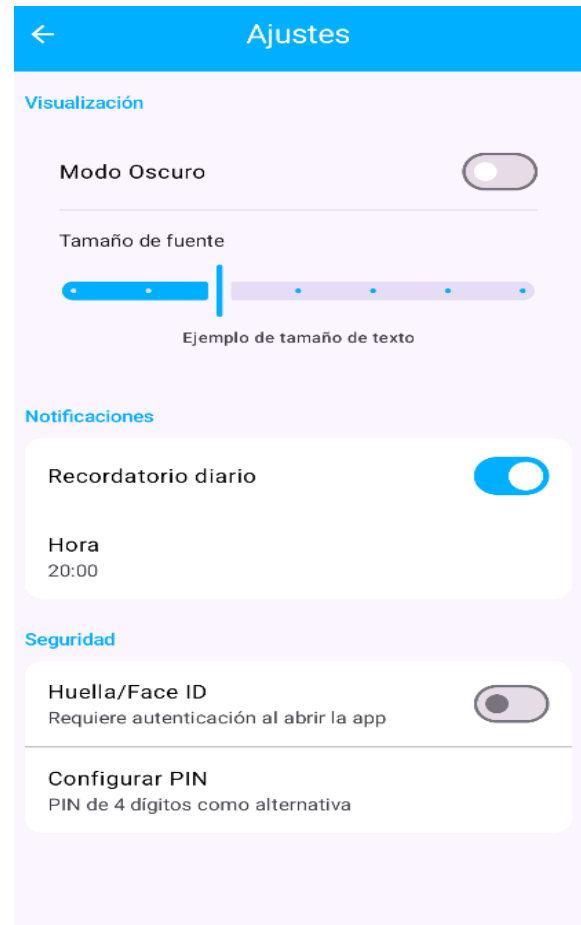 Ajustes
Visualización
Modo Oscuro
Tamaño de fuente
Ejemplo de tamaño de texto
Notificaciones
Recordatorio diario
Hora
20:00
Seguridad
Huella/Face ID
Requiere autenticación al abrir la app
Configurar PIN
PIN de 4 dígitos como alternativa